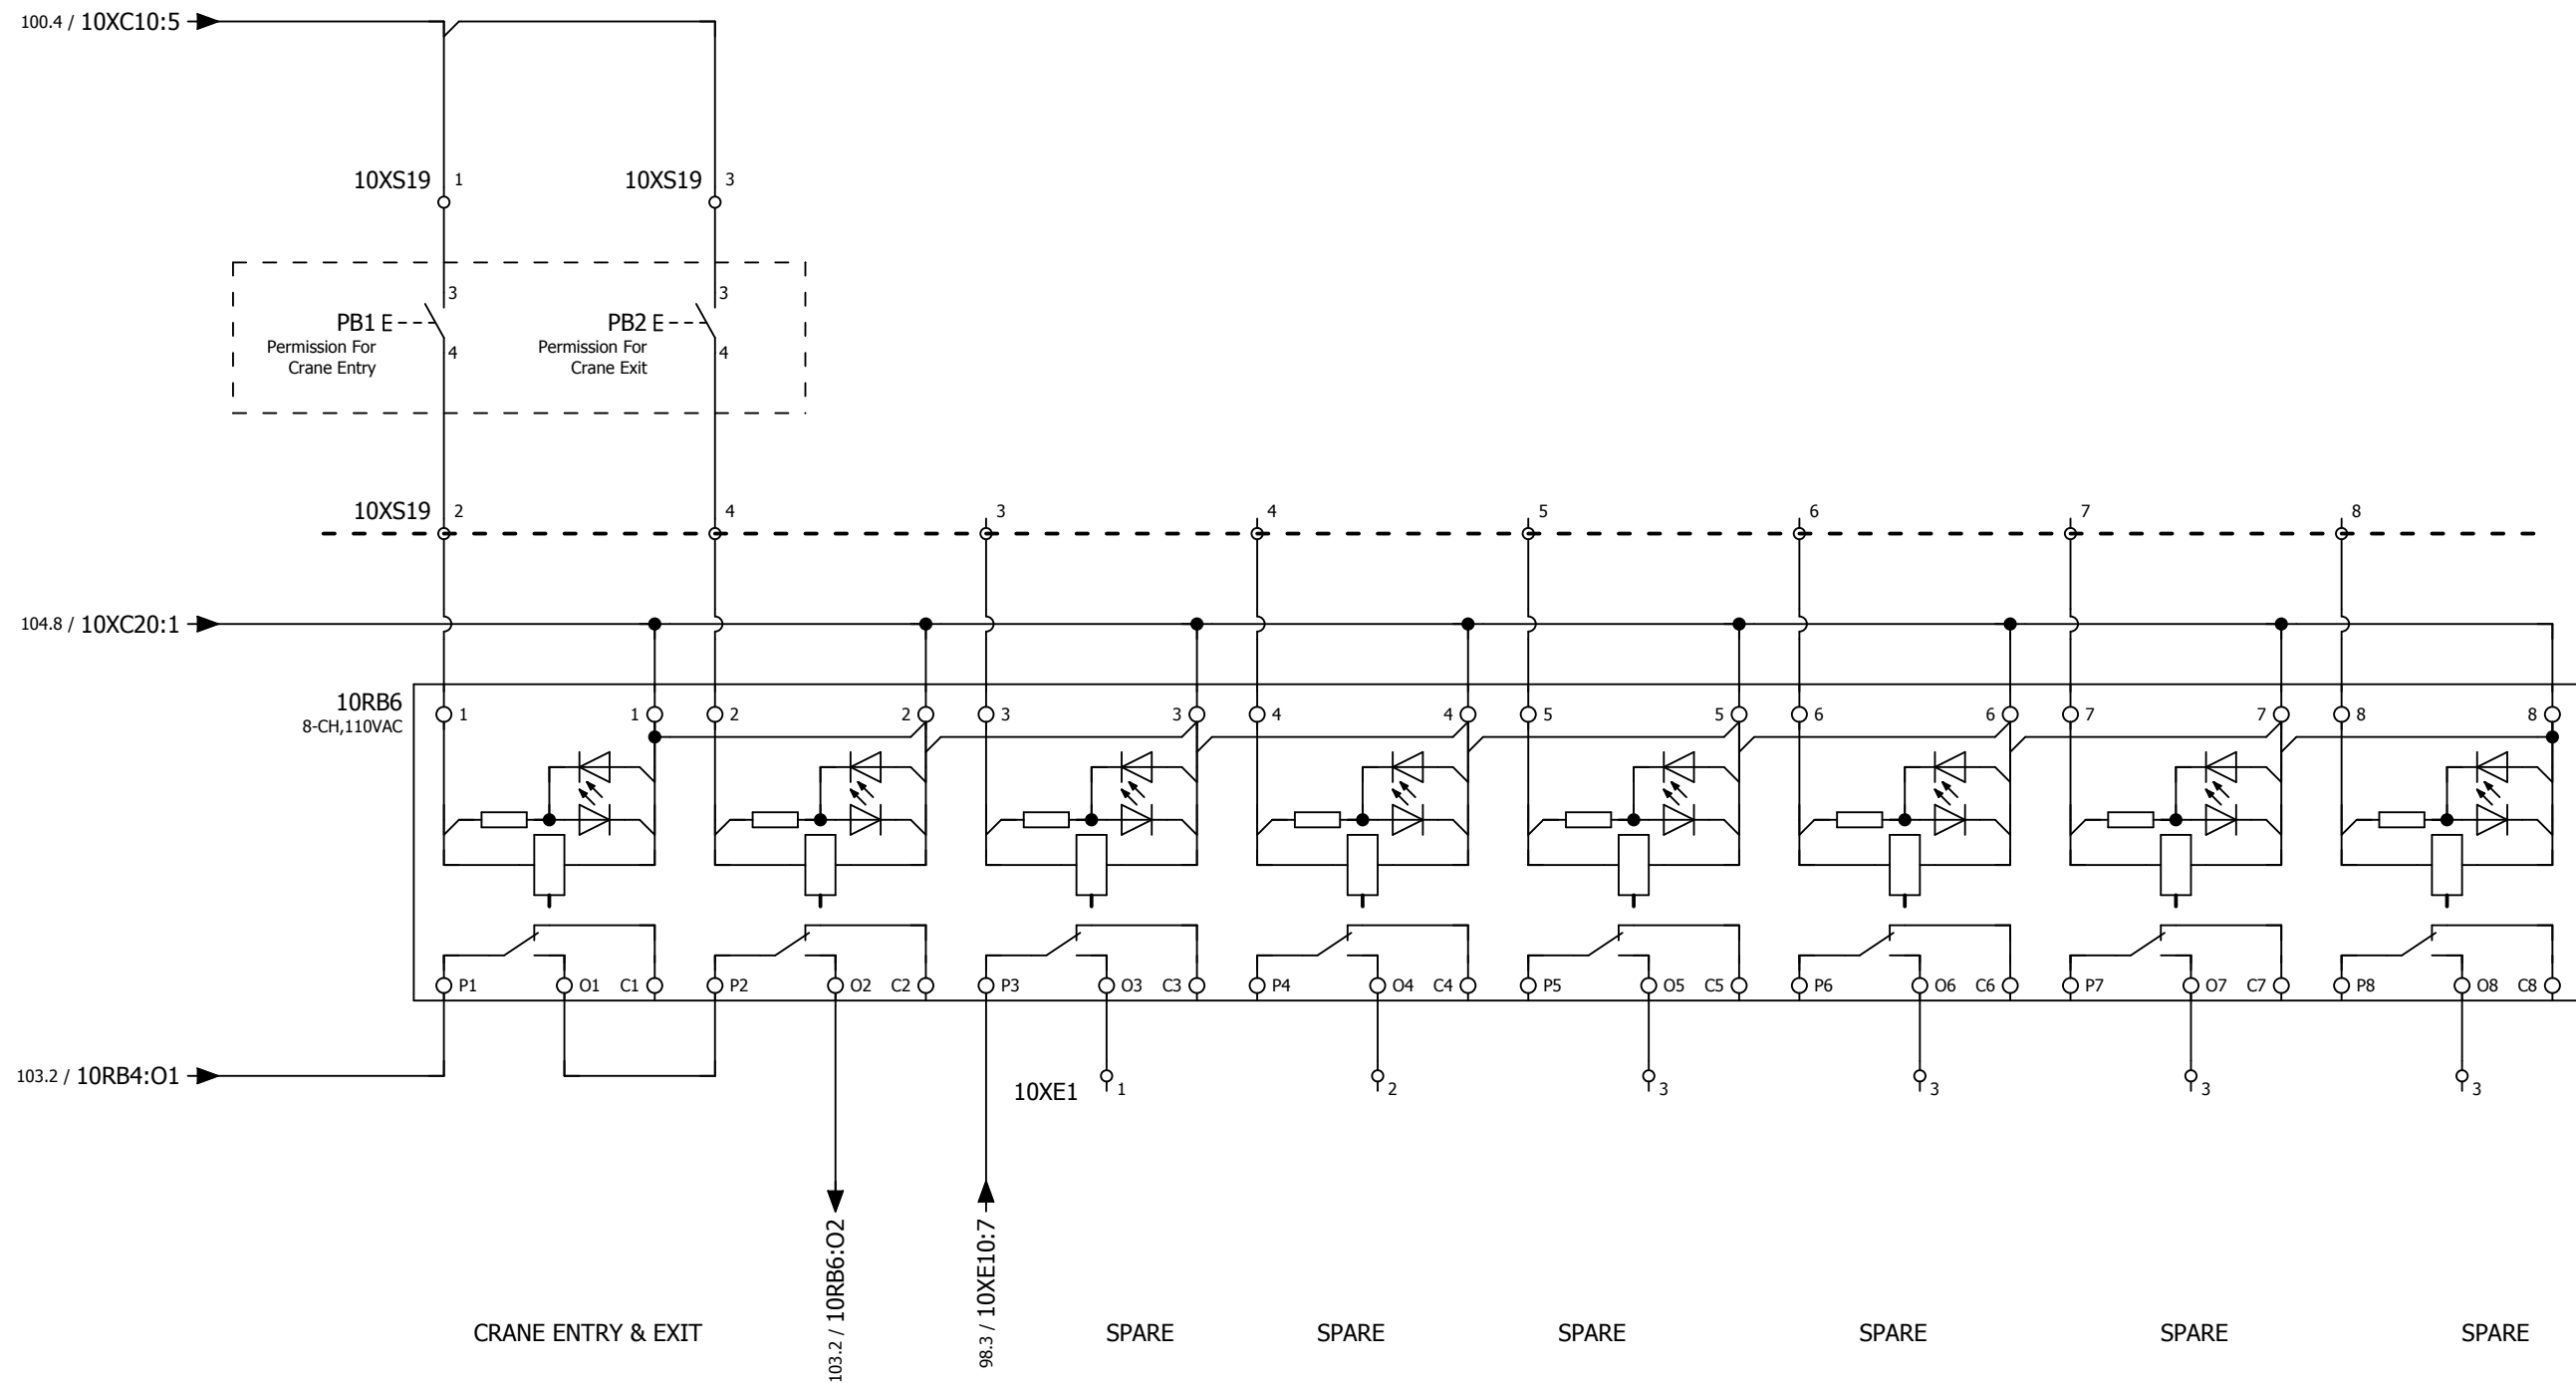 100.4 / 10XC10:5
10XS19 1 10XS19 3
3 3
PB1 E PB2 E
Permission For Permission For
Crane Entry Crane Exit
4 4
10XS19 2 4 3 4 5 6 7 8
104.8 / 10XC20:1
10RB6
8-CH,110VAC
1 1 2 2 3 3 4 4 5 5 6 6 7 7 8 8
P1 O1 C1 P2 O2 C2 P3 O3 C3 P4 O4 C4 P5 O5 C5 P6 O6 C6 P7 O7 C7 P8 O8 C8
103.2 / 10RB4:O1
10XE1 1 2 3 3 3 3
103.2 / 10RB6:O2
98.3 / 10XE10:7
CRANE ENTRY & EXIT SPARE SPARE SPARE SPARE SPARE SPARE